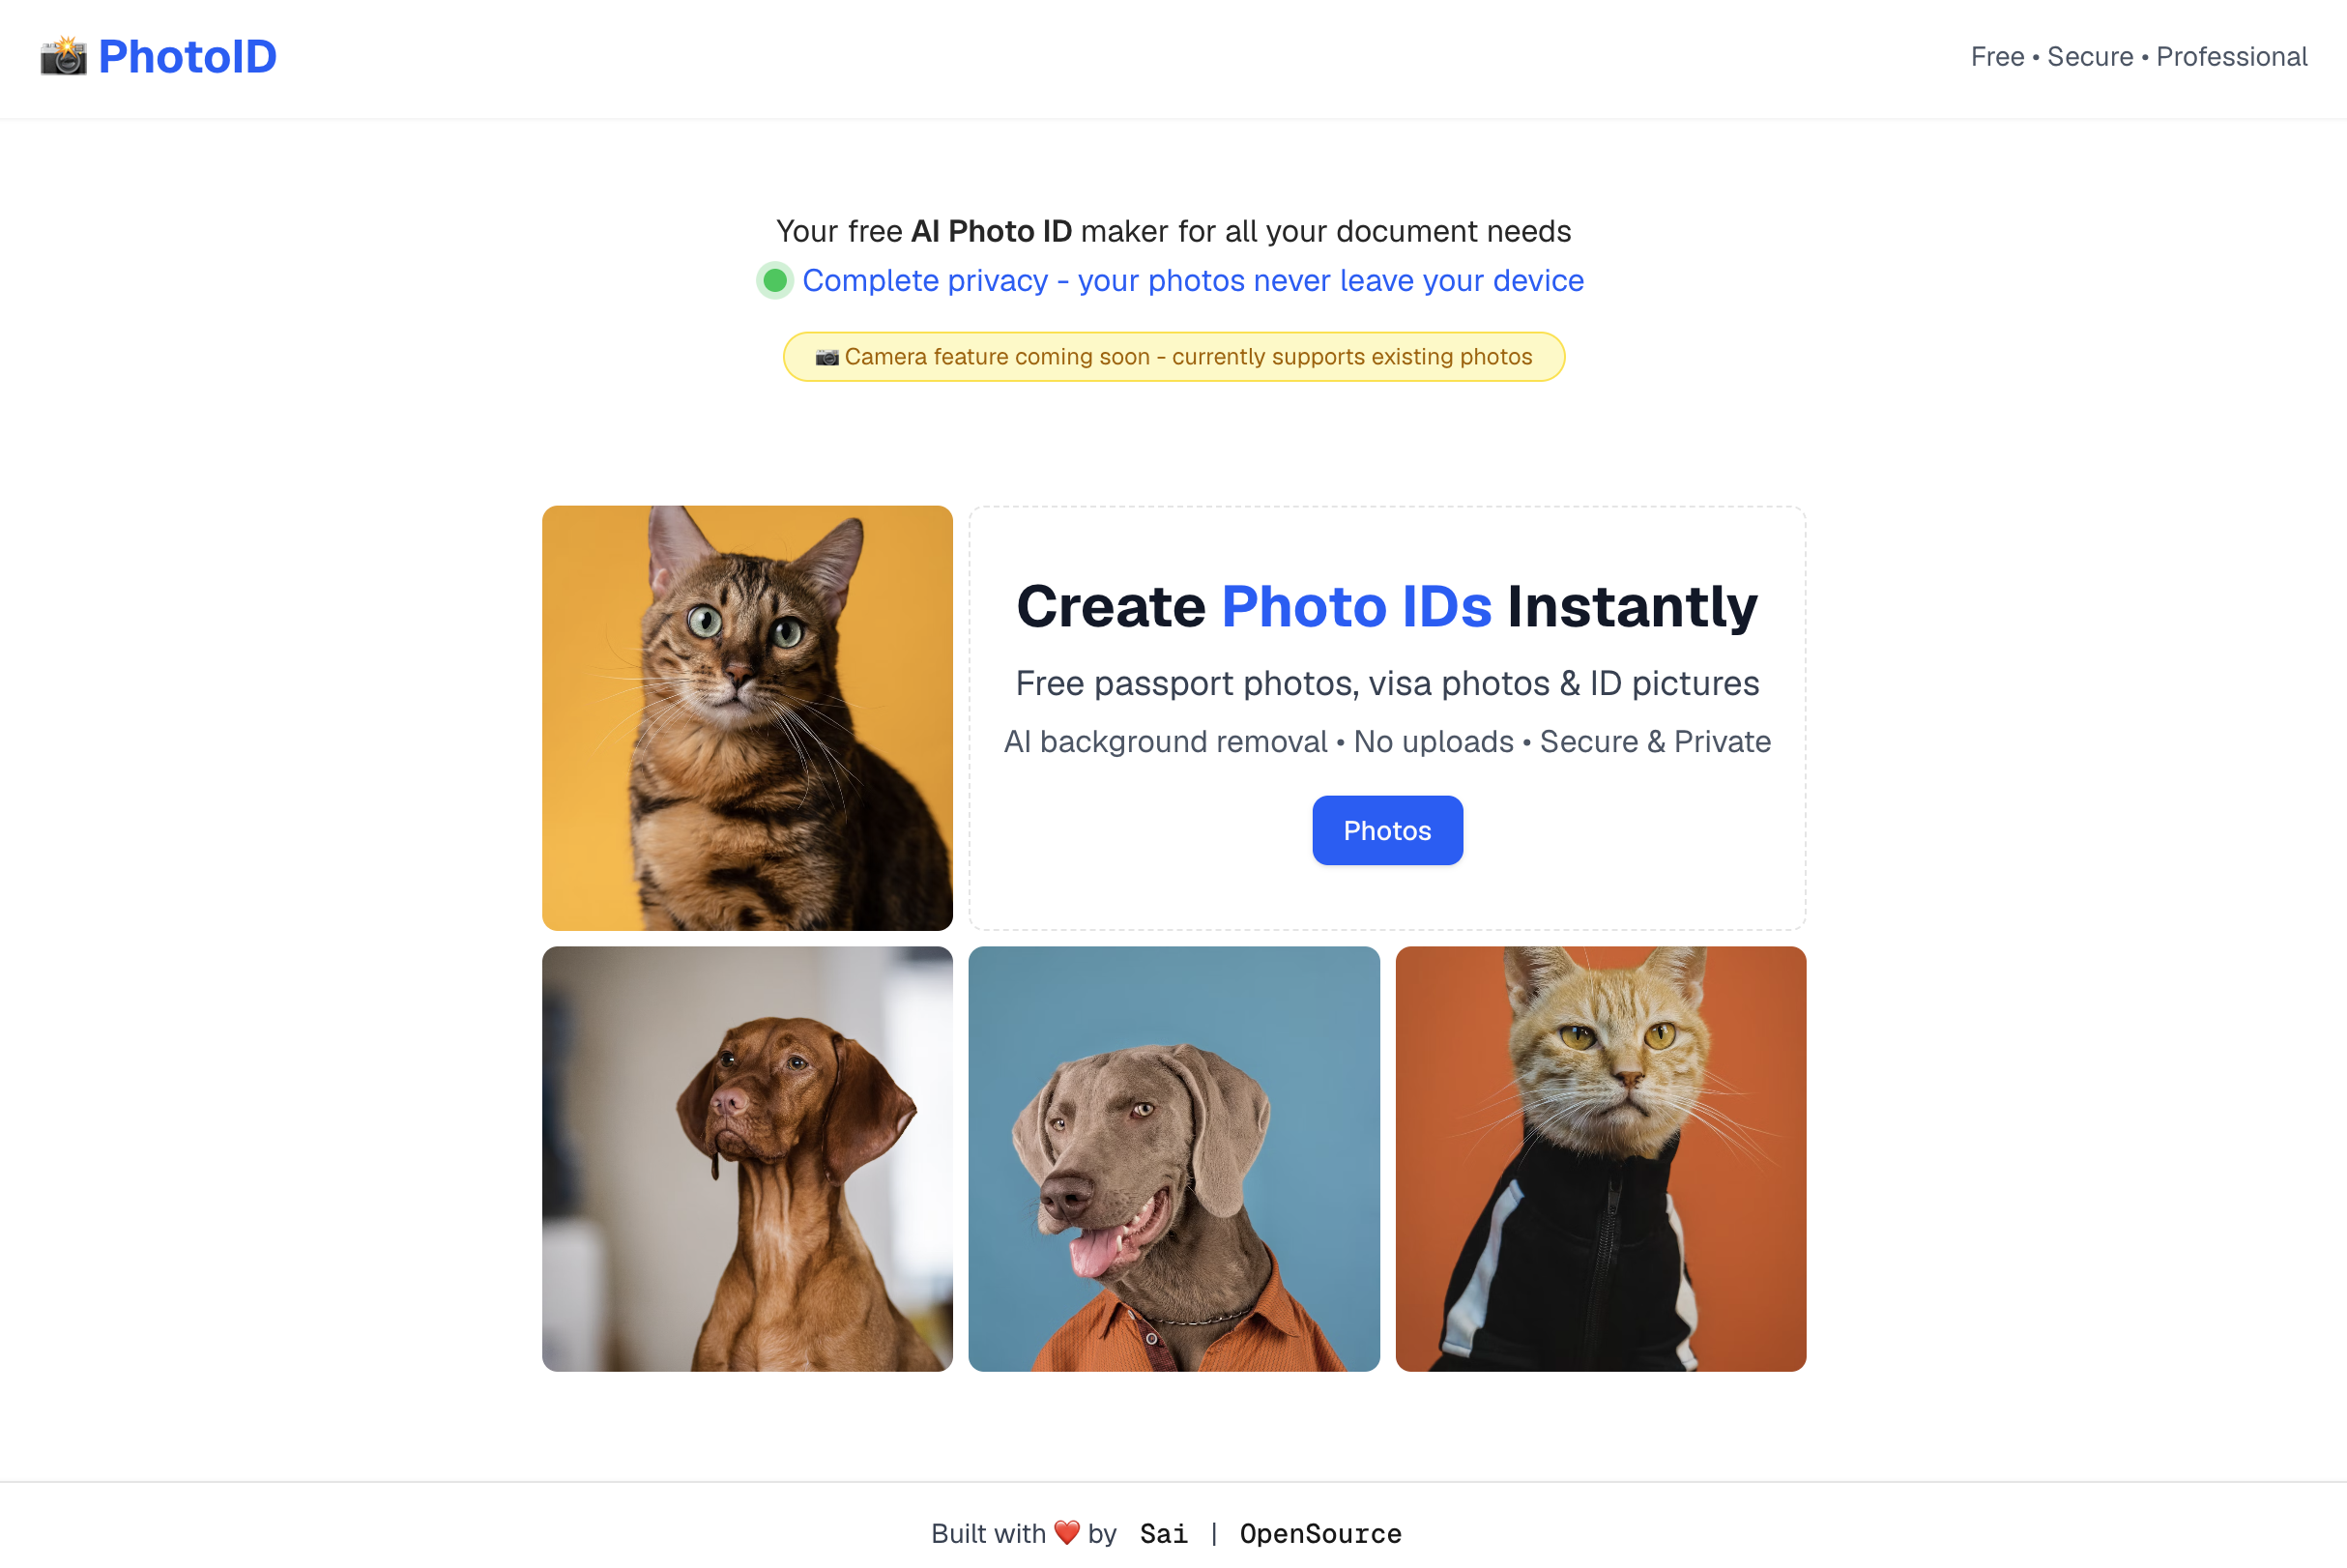 📸 PhotoID
Free • Secure • Professional
Your free AI Photo ID maker for all your document needs
Complete privacy - your photos never leave your device
📷 Camera feature coming soon - currently supports existing photos
Create Photo IDs Instantly
Free passport photos, visa photos & ID pictures
AI background removal • No uploads • Secure & Private
Photos
Built with ❤️ by Sai | OpenSource